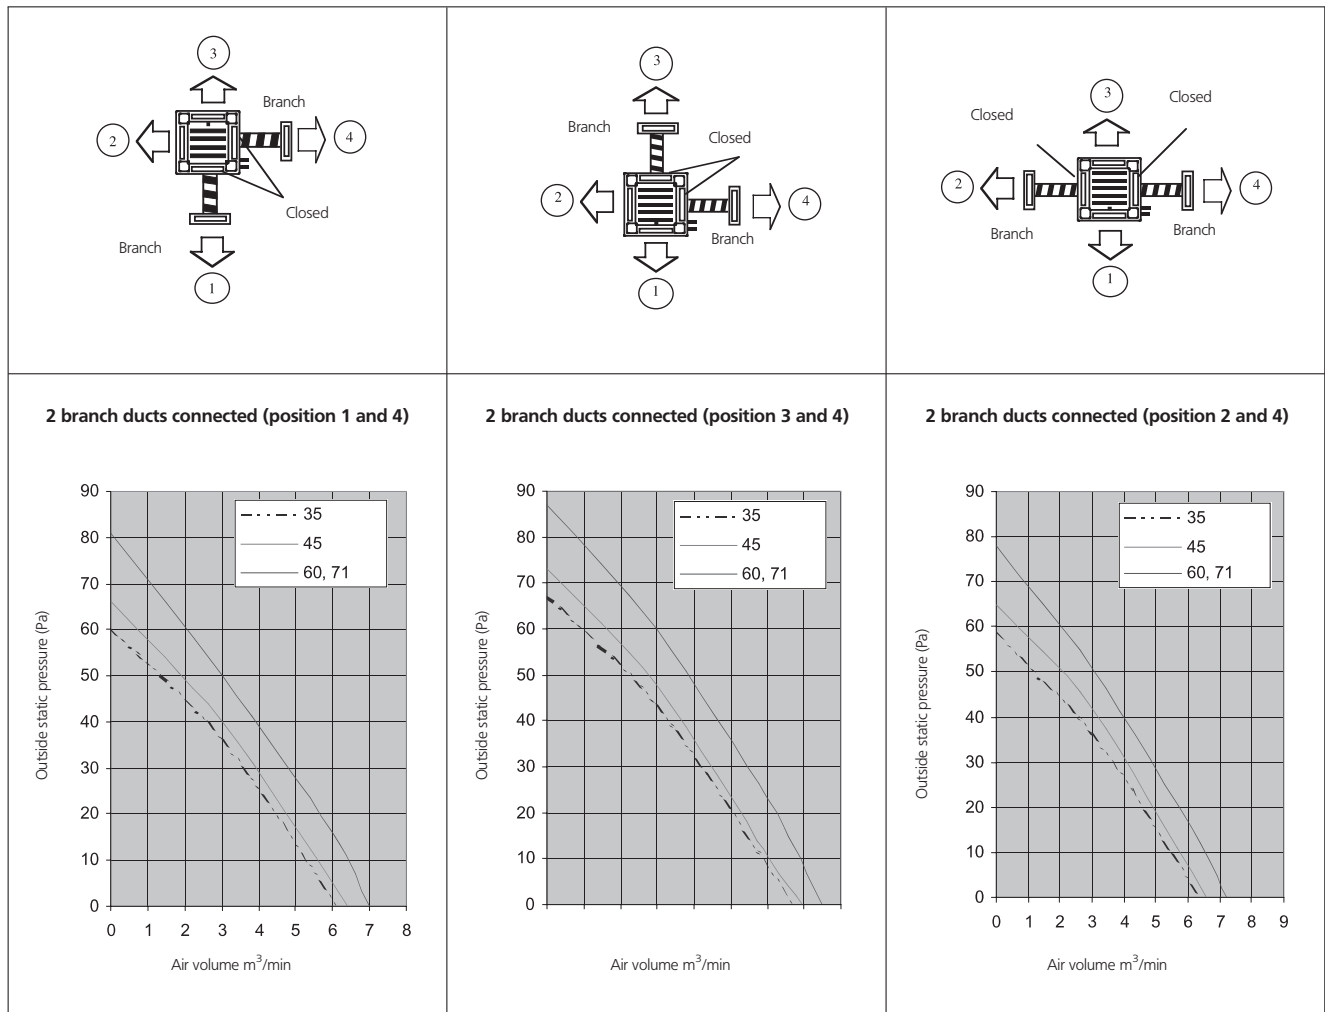 3
Branch
2
4
Closed
Branch
1
3
Branch
Closed
2
4
Branch
1
3
Closed
Closed
2
4
Branch
Branch
1
2 branch ducts connected (position 1 and 4)
90
80
70
60
50
40
30
20
10
0
0 1 2 3 4 5 6 7 8
35
45
60, 71
Outside static pressure (Pa)
Air volume m³/min
2 branch ducts connected (position 3 and 4)
90
80
70
60
50
40
30
20
10
0
35
45
60, 71
Outside static pressure (Pa)
Air volume m³/min
2 branch ducts connected (position 2 and 4)
90
80
70
60
50
40
30
20
10
0
0 1 2 3 4 5 6 7 8 9
35
45
60, 71
Outside static pressure (Pa)
Air volume m³/min